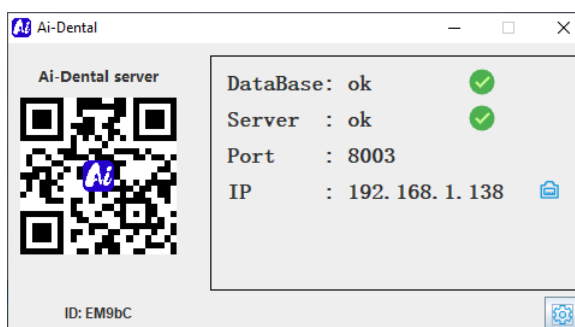 Ai-Dental
Ai-Dental server
Ai
DataBase: ok
Server : ok
Port : 8003
IP : 192.168.1.138
ID: EM9bC